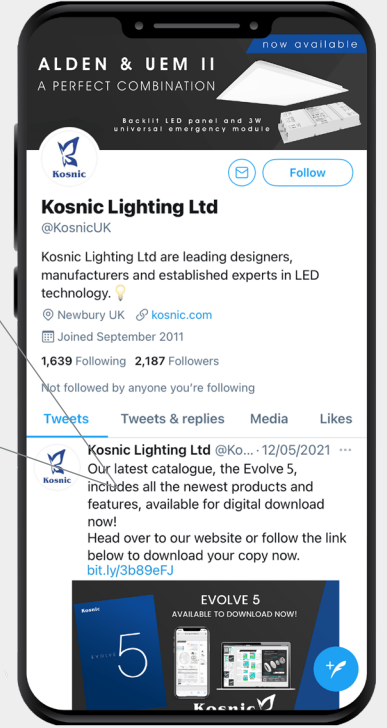 now available
ALDEN & UEM II
A PERFECT COMBINATION
Backlit LED panel and 3W
universal emergency module
Kosnic
Follow
Kosnic Lighting Ltd
@KosnicUK
Kosnic Lighting Ltd are leading designers,
manufacturers and established experts in LED
technology.
Newbury UK kosnic.com
Joined September 2011
1,639 Following 2,187 Followers
Not followed by anyone you're following
Tweets Tweets & replies Media Likes
Kosnic Lighting Ltd @Ko... · 12/05/2021 ...
Kosnic
Our latest catalogue, the Evolve 5,
includes all the newest products and
features, available for digital download
now!
Head over to our website or follow the link
below to download your copy now.
bit.ly/3b89eFJ
Kosnic
EVOLVE 5
EVOLVE 5
AVAILABLE TO DOWNLOAD NOW!
Kosnic